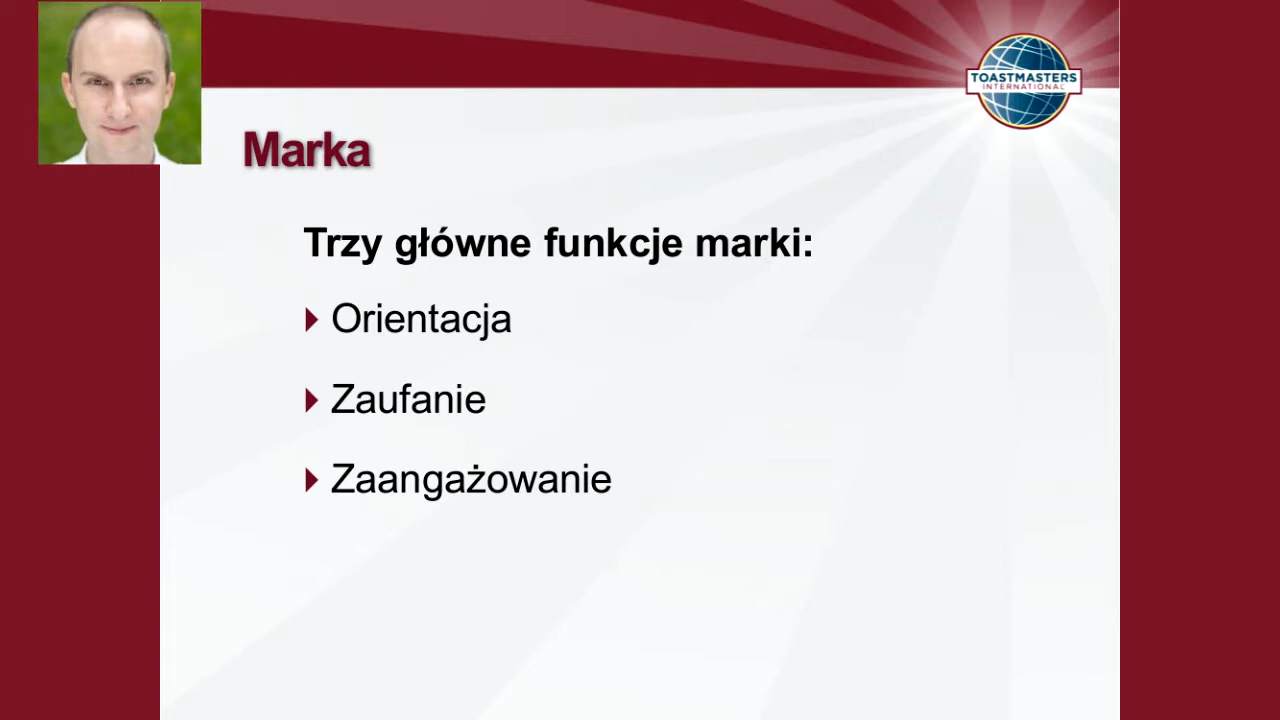 TOASTMASTERS
INTERNATIONAL
Marka
Trzy główne funkcje marki:
Orientacja
Zaufanie
Zaangażowanie